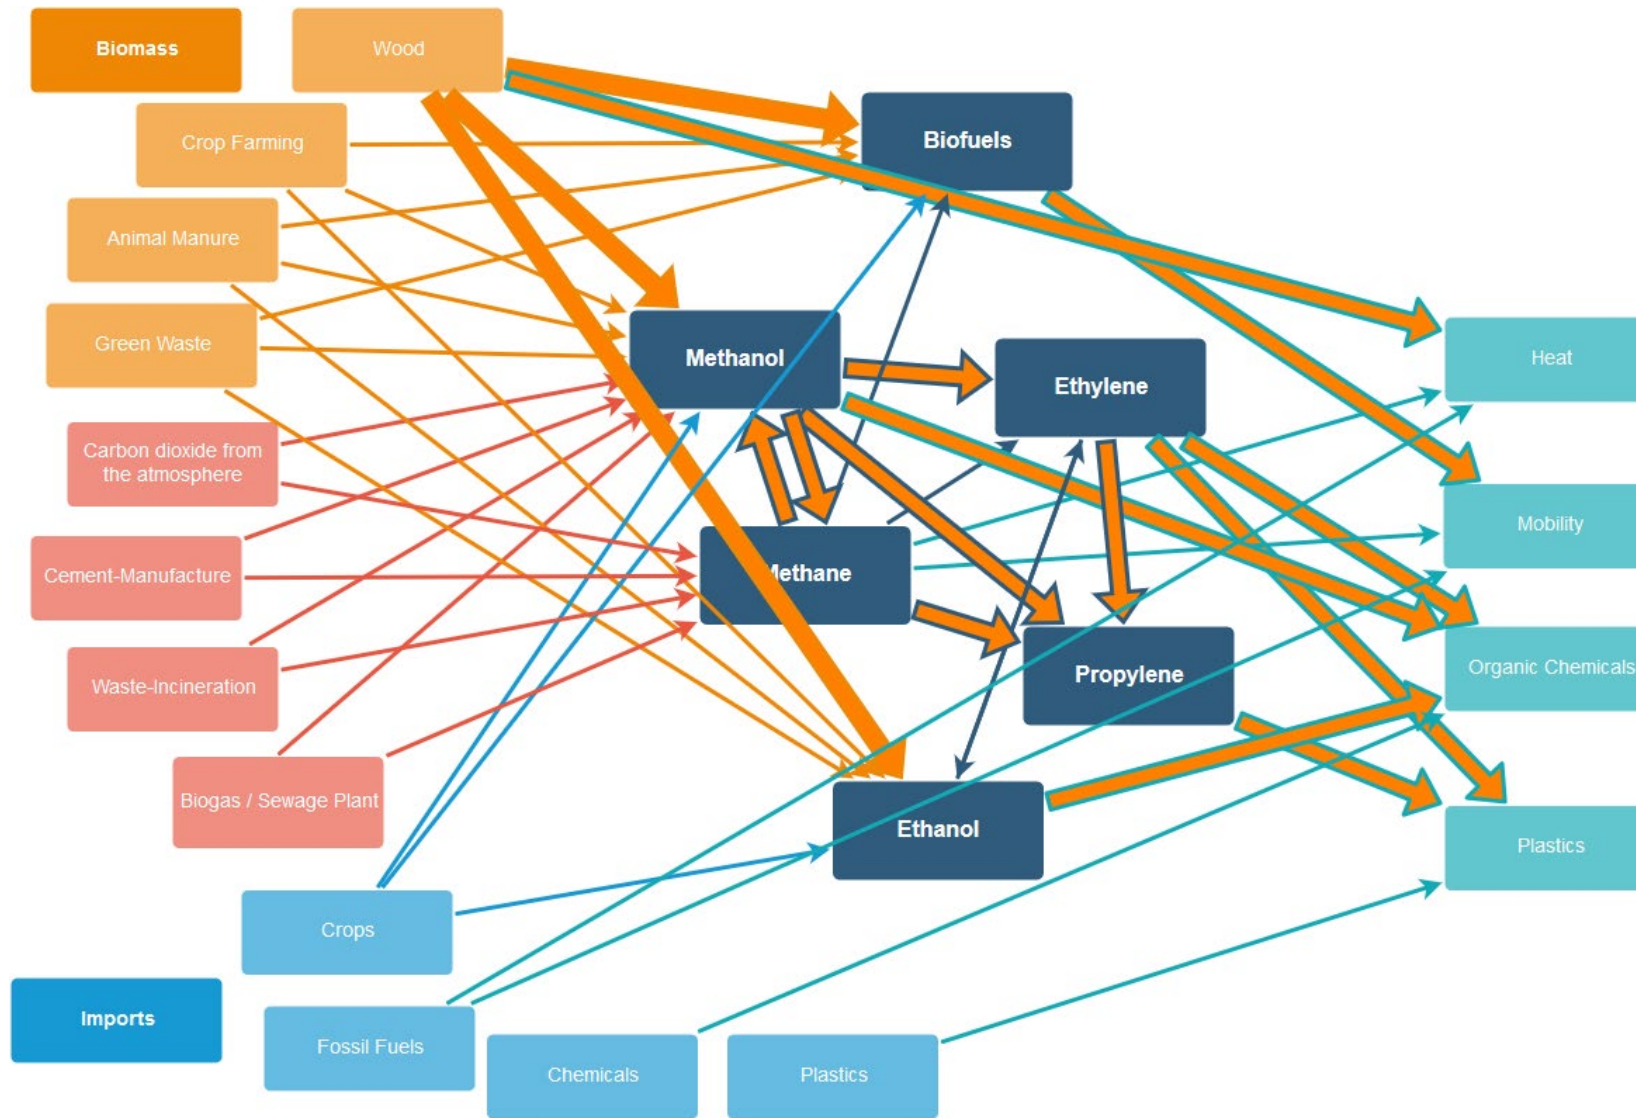 Biomass
Wood
Crop Farming
Animal Manure
Green Waste
Carbon dioxide from
the atmosphere
Cement-Manufacture
Waste-Incineration
Biogas / Sewage Plant
Crops
Imports
Fossil Fuels
Chemicals
Plastics
Biofuels
Methanol
Ethylene
Methane
Propylene
Ethanol
Heat
Mobility
Organic Chemicals
Plastics